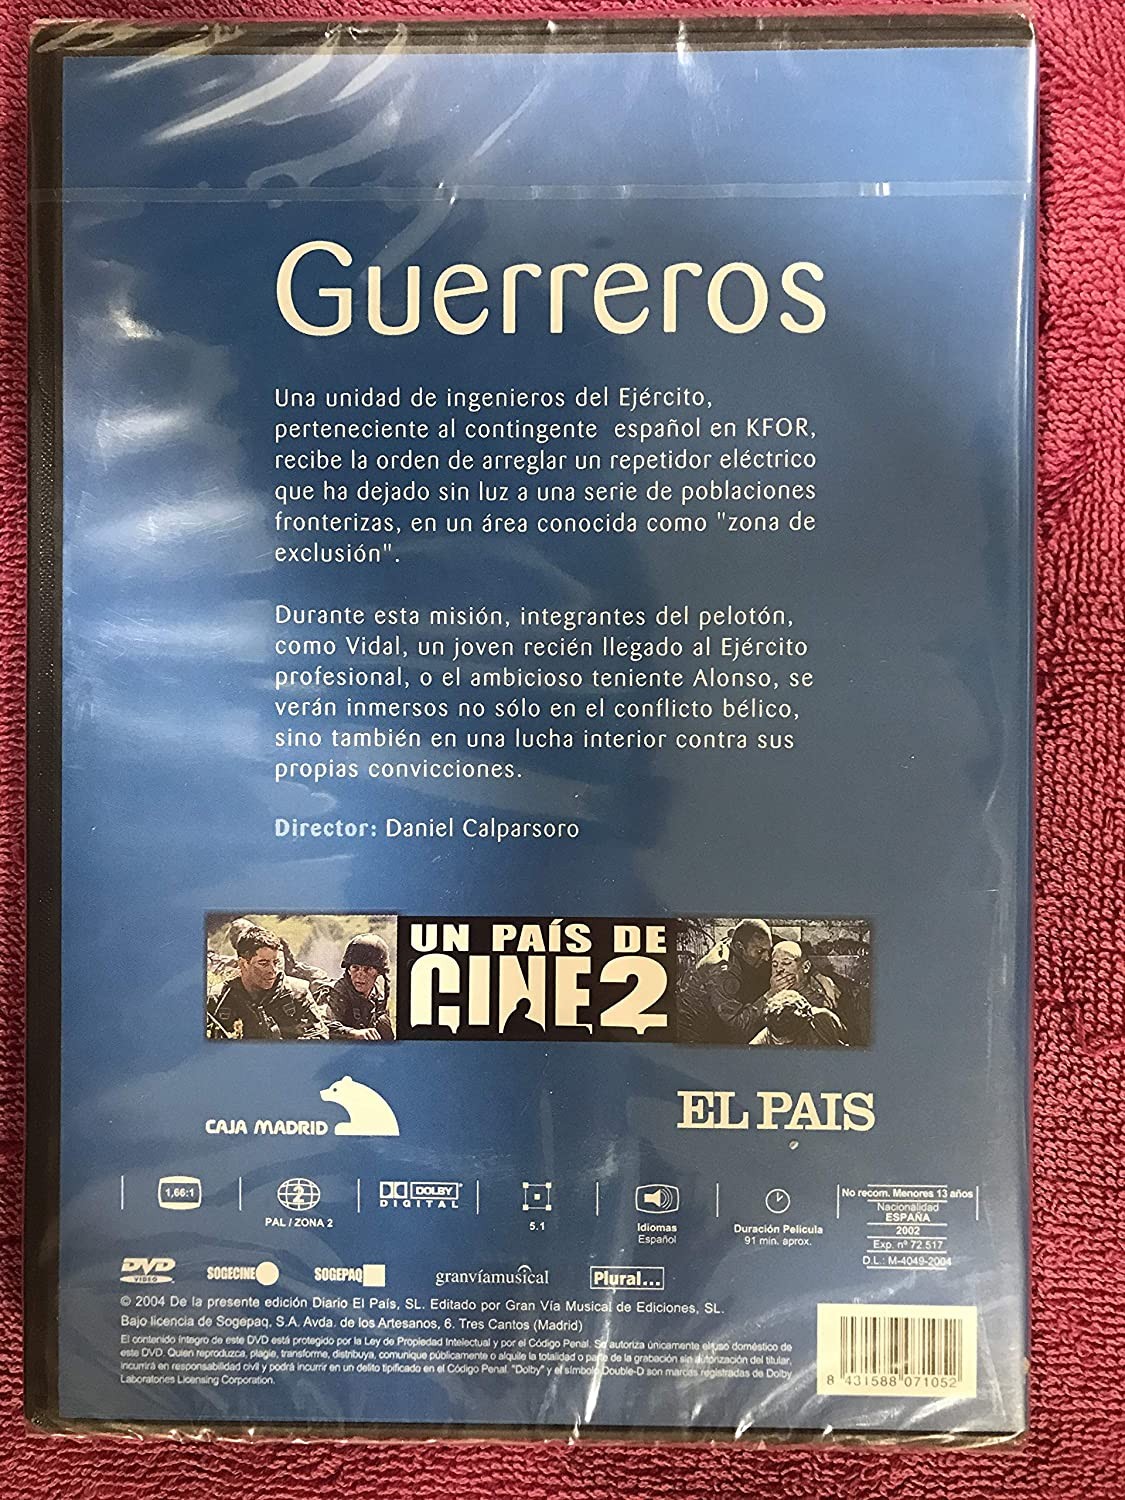 Guerreros
Una unidad de ingenieros del Ejército,
perteneciente al contingente español en KFOR,
recibe la orden de arreglar un repetidor eléctrico
que ha dejado sin luz a una serie de poblaciones
fronterizas, en un área conocida como "zona de
exclusión".
Durante esta misión, integrantes del pelotón,
como Vidal, un joven recién llegado al Ejército
profesional, o el ambicioso teniente Alonso, se
verán inmersos no sólo en el conflicto bélico,
sino también en una lucha interior contra sus
propias convicciones.
Director: Daniel Calparsoro
UN PAÍS DE
CINE 2
CAJA MADRID
EL PAIS
1,66:1
2
PAL / ZONA 2
DOLBY
DIGITAL
5.1
Idiomas
Español
Duración Película
91 min. aprox.
No recom. Menores 13 años
Nacionalidad
ESPAÑA
2002
Exp. nº 72.517
D.L.: M-4049-2004
DVD
VIDEO
SOGECINE
SOGEPAQ
granvíamusical
Plural...
© 2004 De la presente edición Diario El País, SL. Editado por Gran Vía Musical de Ediciones, SL.
Bajo licencia de Sogepaq, S.A. Avda. de los Artesanos, 6. Tres Cantos (Madrid)
El contenido íntegro de este DVD está protegido por la Ley de Propiedad Intelectual y por el Código Penal. Se autoriza únicamente el uso doméstico de
este DVD. Quien reproduzca, plagie, transforme, distribuya, comunique públicamente o alquile la totalidad o parte de la grabación sin autorización del titular,
incurrirá en responsabilidad civil y podrá incurrir en un delito tipificado en el Código Penal. "Dolby" y el símbolo Double-D son marcas registradas de Dolby
Laboratories Licensing Corporation.
8 431588 071052